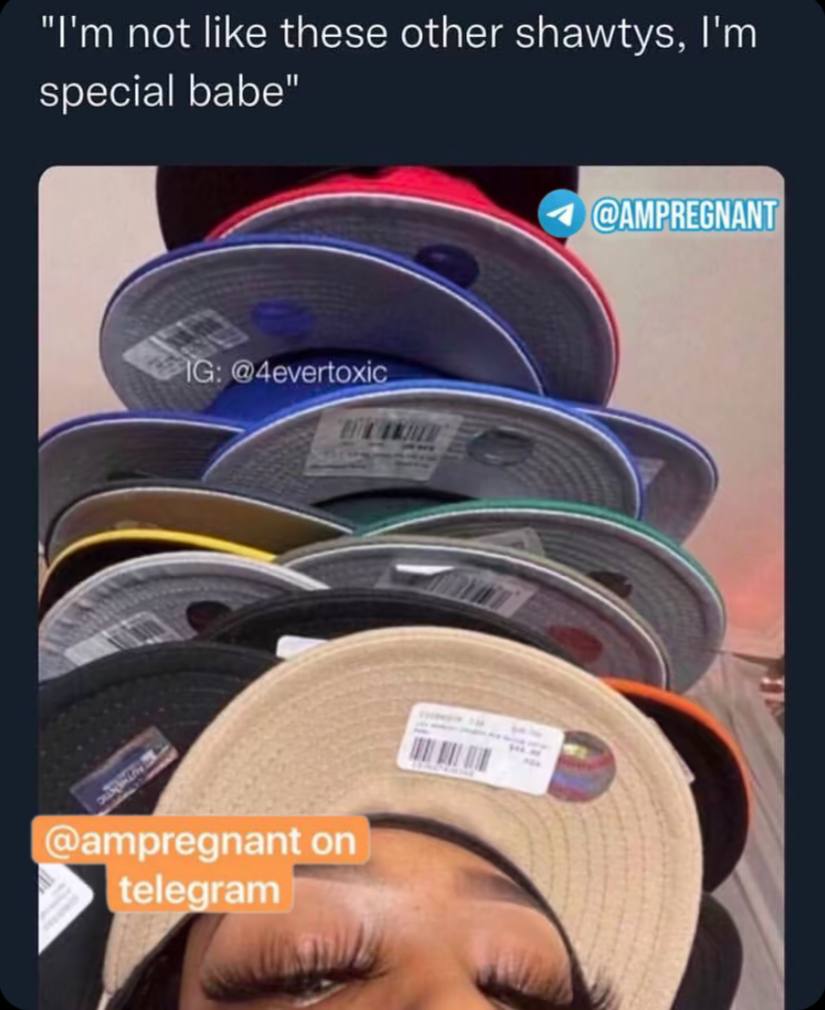 "I'm not like these other shawtys, I'm
special babe"
@AMPREGNANT
IG: @4evertoxic
@ampregnant on
telegram